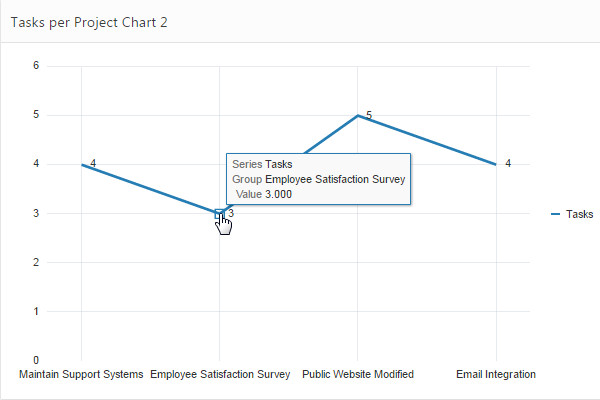 Tasks per Project Chart 2
6
5
5
4
4
4
Series Tasks
Group Employee Satisfaction Survey
Value 3.000
3
3
Tasks
2
1
0
Maintain Support Systems Employee Satisfaction Survey Public Website Modified Email Integration